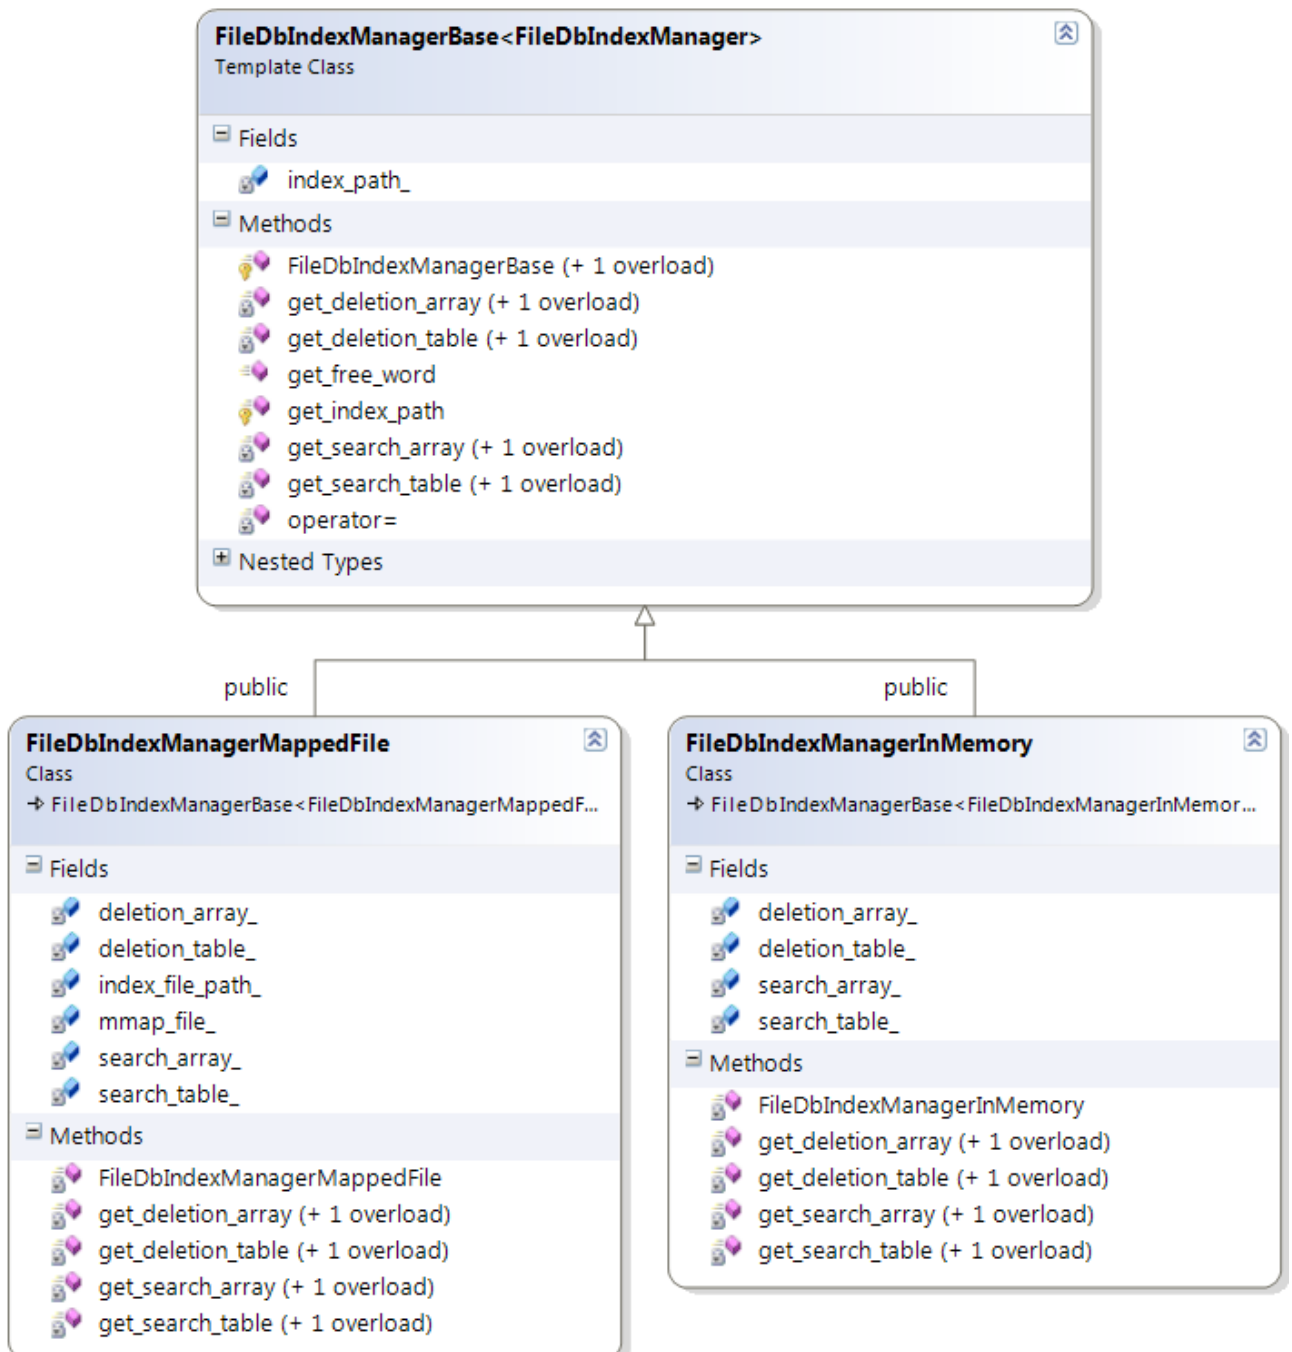 FileDbIndexManagerBase<FileDbIndexManager>
Template Class
Fields
index_path_
Methods
FileDbIndexManagerBase (+ 1 overload)
get_deletion_array (+ 1 overload)
get_deletion_table (+ 1 overload)
get_free_word
get_index_path
get_search_array (+ 1 overload)
get_search_table (+ 1 overload)
operator=
Nested Types
public
public
FileDbIndexManagerMappedFile
Class
FileDbIndexManagerBase<FileDbIndexManagerMappedF...
Fields
deletion_array_
deletion_table_
index_file_path_
mmap_file_
search_array_
search_table_
Methods
FileDbIndexManagerMappedFile
get_deletion_array (+ 1 overload)
get_deletion_table (+ 1 overload)
get_search_array (+ 1 overload)
get_search_table (+ 1 overload)
FileDbIndexManagerInMemory
Class
FileDbIndexManagerBase<FileDbIndexManagerInMemor...
Fields
deletion_array_
deletion_table_
search_array_
search_table_
Methods
FileDbIndexManagerInMemory
get_deletion_array (+ 1 overload)
get_deletion_table (+ 1 overload)
get_search_array (+ 1 overload)
get_search_table (+ 1 overload)